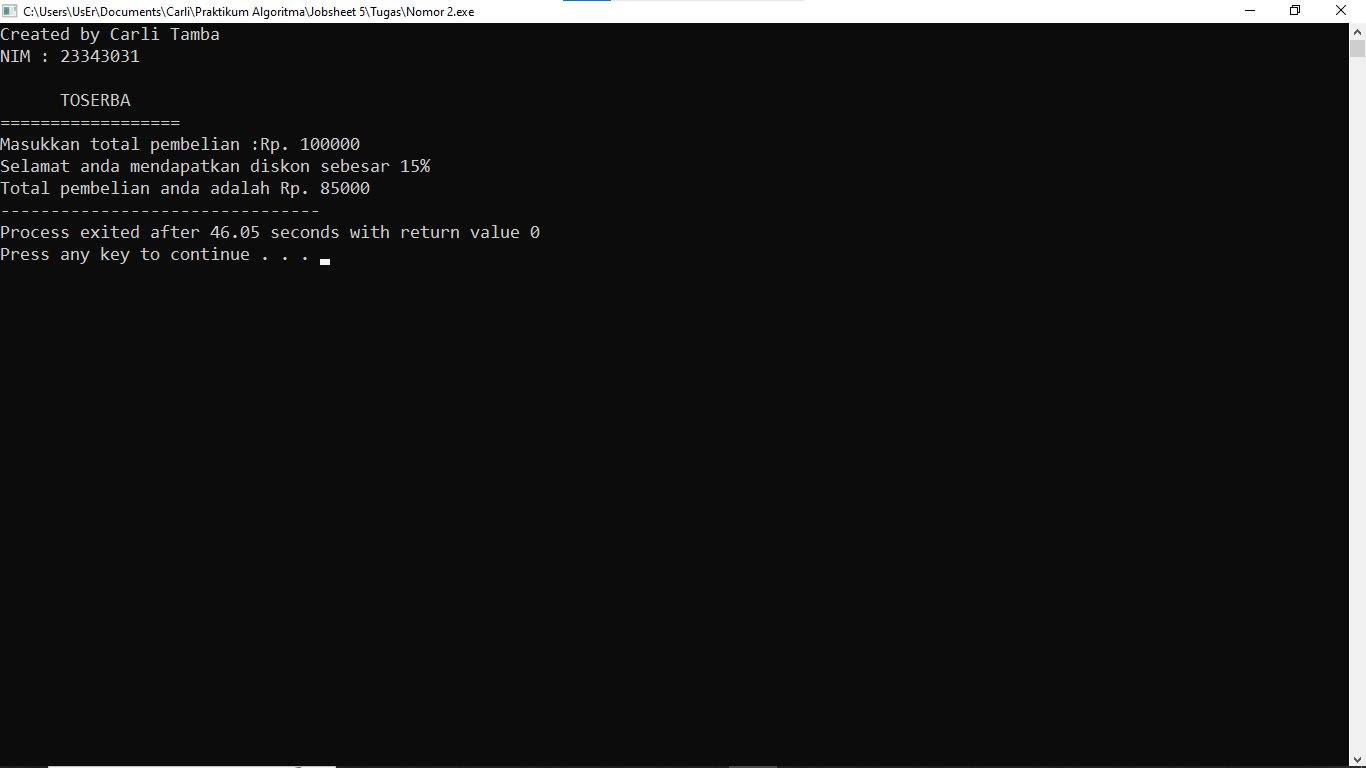 C:\Users\UsEr\Documents\Carli\Praktikum Algoritma\Jobsheet 5\Tugas\Nomor 2.exe
Created by Carli Tamba
NIM : 23343031
      TOSERBA
==================
Masukkan total pembelian :Rp. 100000
Selamat anda mendapatkan diskon sebesar 15%
Total pembelian anda adalah Rp. 85000
--------------------------------
Process exited after 46.05 seconds with return value 0
Press any key to continue . . .